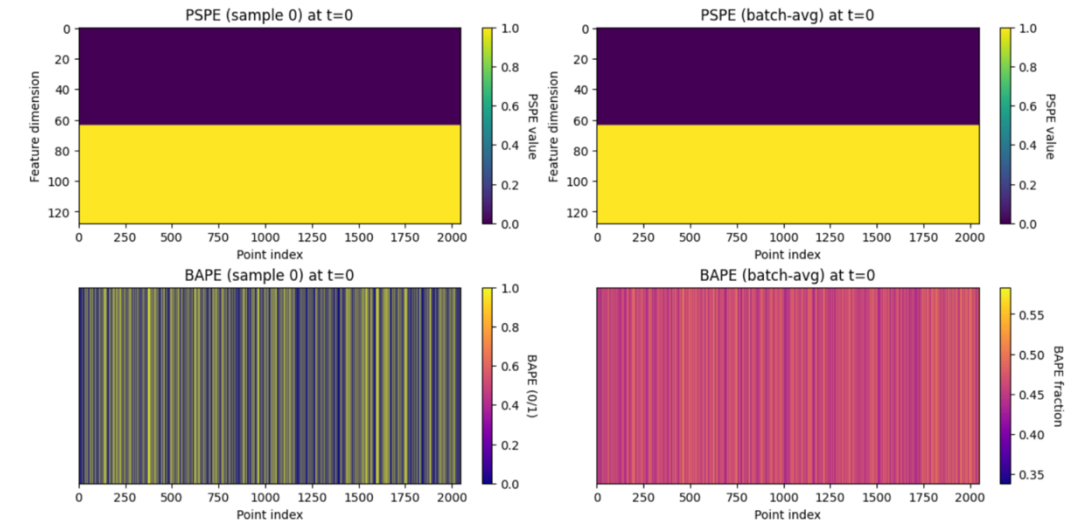 PSPE (sample 0) at t=0
0
20
40
60
80
100
120
Feature dimension
0 250 500 750 1000 1250 1500 1750 2000
Point index
1.0
0.8
0.6
0.4
0.2
0.0
PSPE value
PSPE (batch-avg) at t=0
0
20
40
60
80
100
120
Feature dimension
0 250 500 750 1000 1250 1500 1750 2000
Point index
1.0
0.8
0.6
0.4
0.2
0.0
PSPE value
BAPE (sample 0) at t=0
0 250 500 750 1000 1250 1500 1750 2000
Point index
1.0
0.8
0.6
0.4
0.2
0.0
BAPE (0/1)
BAPE (batch-avg) at t=0
0 250 500 750 1000 1250 1500 1750 2000
Point index
0.55
0.50
0.45
0.40
0.35
BAPE fraction